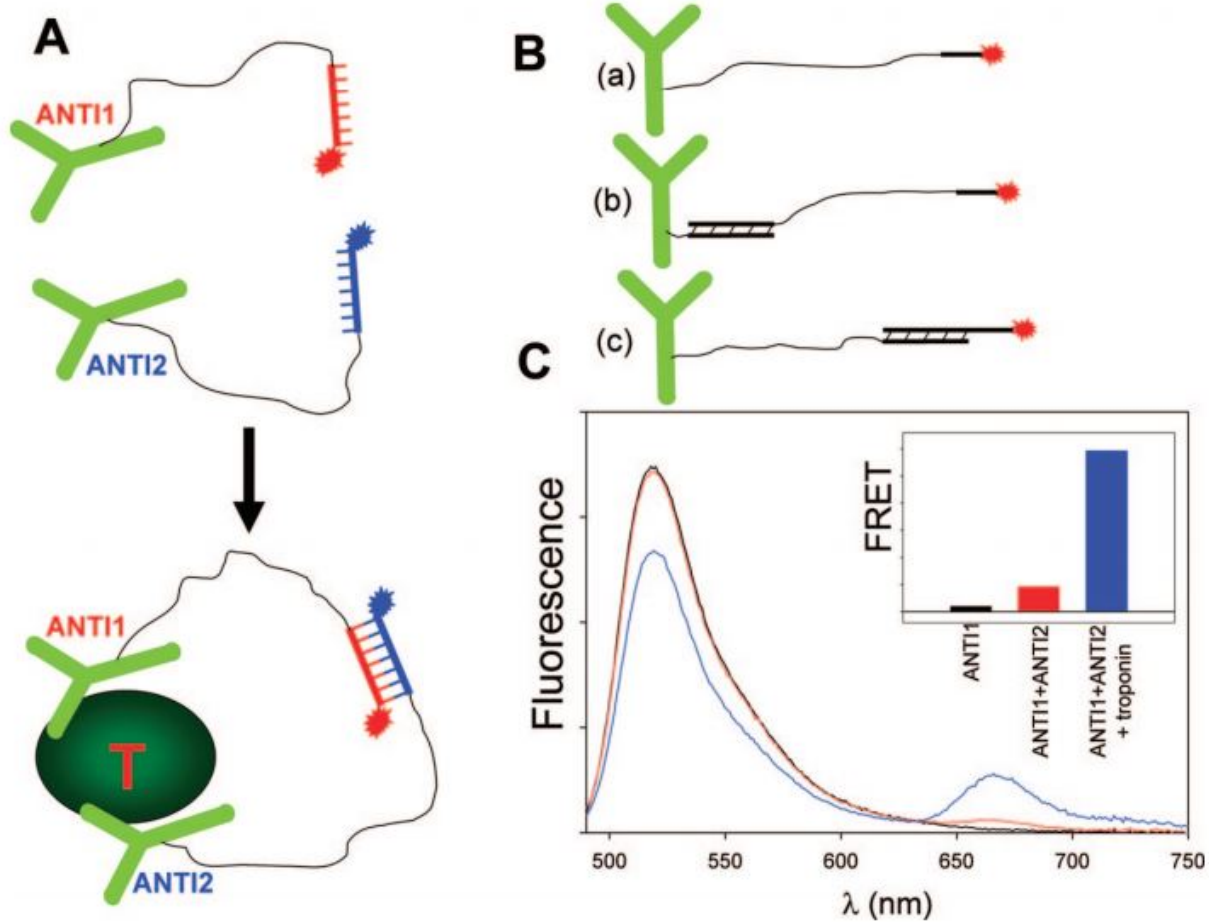 A
ANTI1
ANTI2
ANTI1
T
ANTI2
B
(a)
(b)
(c)
C
Fluorescence
FRET
ANTI1
ANTI1+ANTI2
ANTI1+ANTI2
+ troponin
500
550
600
650
700
750
λ (nm)